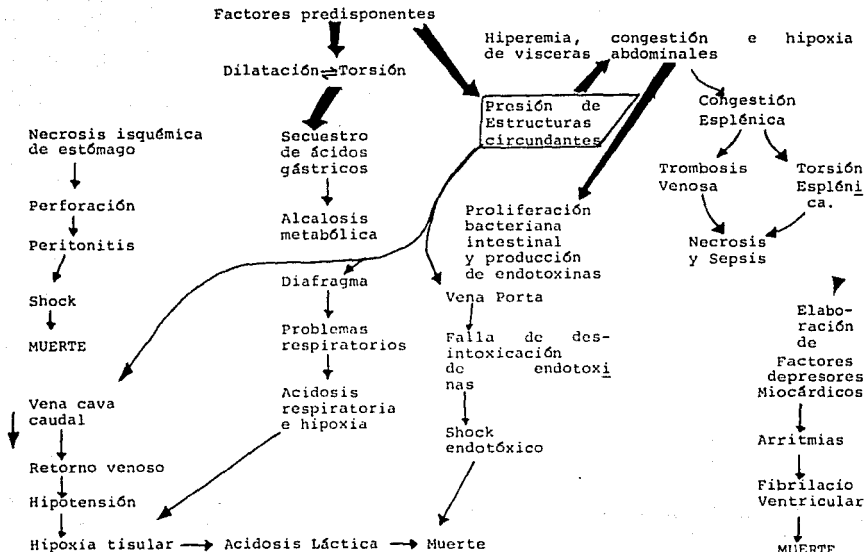 Factores predisponentes
Hiperemia, congestión e hipoxia
de visceras abdominales
Dilatación⇌Torsión
Presión de
Estructuras
circundantes
Congestión
Esplénica
Necrosis isquémica
de estómago
Secuestro
de ácidos
gástricos
Trombosis
Venosa
Torsión
Espléni
ca.
Perforación
Alcalosis
metabólica
Proliferación
bacteriana
intestinal
y producción
de endotoxinas
Peritonitis
Necrosis
y Sepsis
Diafragma
Vena Porta
Shock
MUERTE
Problemas
respiratorios
Falla de des-
intoxicación
de endotoxi
nas
Elabo-
ración
de
Factores
depresores
Miocárdicos
Vena cava
caudal
Acidosis
respiratoria
e hipoxia
Shock
endotóxico
Arritmias
Retorno venoso
Hipotensión
Fibrilacio
Ventricular
Hipoxia tisular → Acidosis Láctica → Muerte
MUERTE